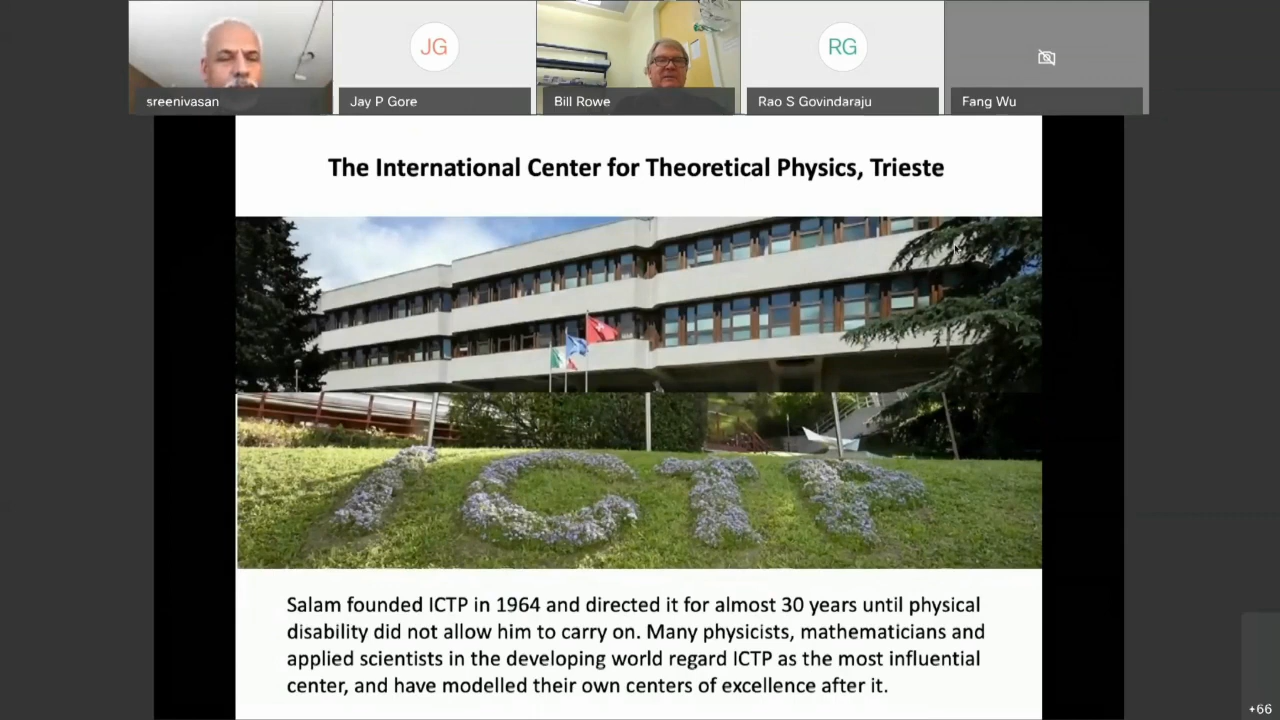 JG
RG
sreenivasan
Jay P Gore
Bill Rowe
Rao S Govindaraju
Fang Wu
The International Center for Theoretical Physics, Trieste
ICTP
Salam founded ICTP in 1964 and directed it for almost 30 years until physical
disability did not allow him to carry on. Many physicists, mathematicians and
applied scientists in the developing world regard ICTP as the most influential
center, and have modelled their own centers of excellence after it.
+66